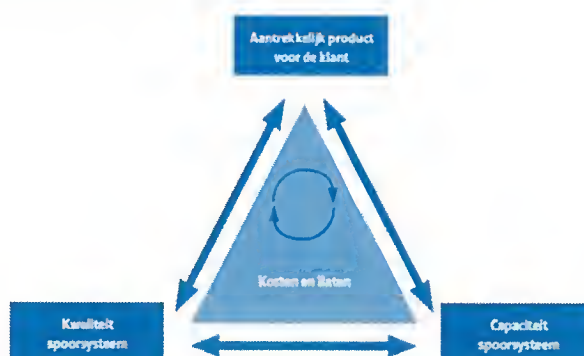 Aantrekkelijk product
voor de klant
Kosten en Baten
Kwaliteit
spoorsysteem
Capaciteit
spoorsysteem